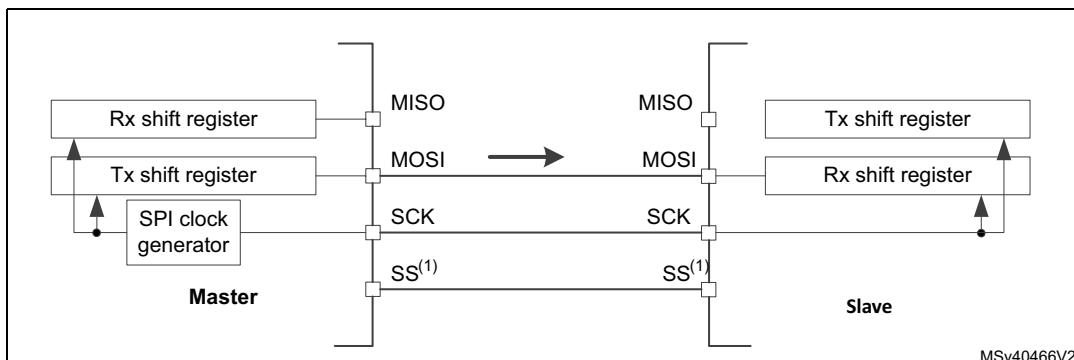 MISO
MISO
Rx shift register
Tx shift register
MOSI
MOSI
Tx shift register
Rx shift register
SPI clock
generator
SCK
SCK
SS(1)
SS(1)
Master
Slave
MSv40466V2